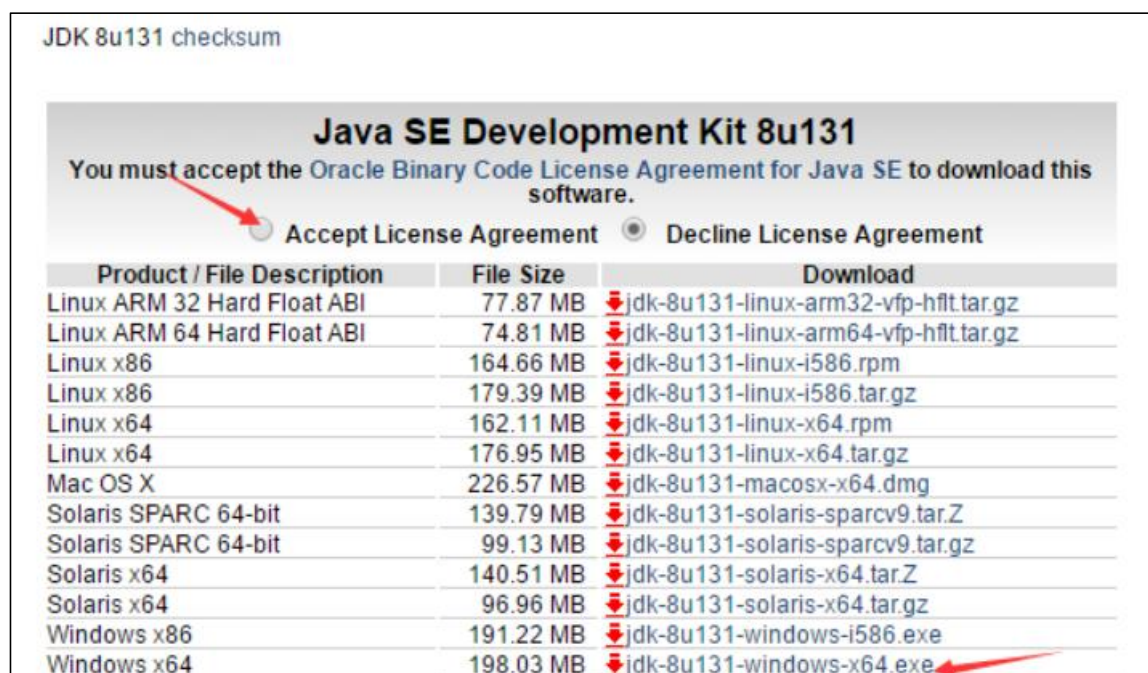 JDK 8u131 checksum
Java SE Development Kit 8u131
You must accept the Oracle Binary Code License Agreement for Java SE to download this
software.
Accept License Agreement Decline License Agreement
Product / File Description File Size Download
Linux ARM 32 Hard Float ABI 77.87 MB jdk-8u131-linux-arm32-vfp-hflt.tar.gz
Linux ARM 64 Hard Float ABI 74.81 MB jdk-8u131-linux-arm64-vfp-hflt.tar.gz
Linux x86 164.66 MB jdk-8u131-linux-i586.rpm
Linux x86 179.39 MB jdk-8u131-linux-i586.tar.gz
Linux x64 162.11 MB jdk-8u131-linux-x64.rpm
Linux x64 176.95 MB jdk-8u131-linux-x64.tar.gz
Mac OS X 226.57 MB jdk-8u131-macosx-x64.dmg
Solaris SPARC 64-bit 139.79 MB jdk-8u131-solaris-sparcv9.tar.Z
Solaris SPARC 64-bit 99.13 MB jdk-8u131-solaris-sparcv9.tar.gz
Solaris x64 140.51 MB jdk-8u131-solaris-x64.tar.Z
Solaris x64 96.96 MB jdk-8u131-solaris-x64.tar.gz
Windows x86 191.22 MB jdk-8u131-windows-i586.exe
Windows x64 198.03 MB jdk-8u131-windows-x64.exe